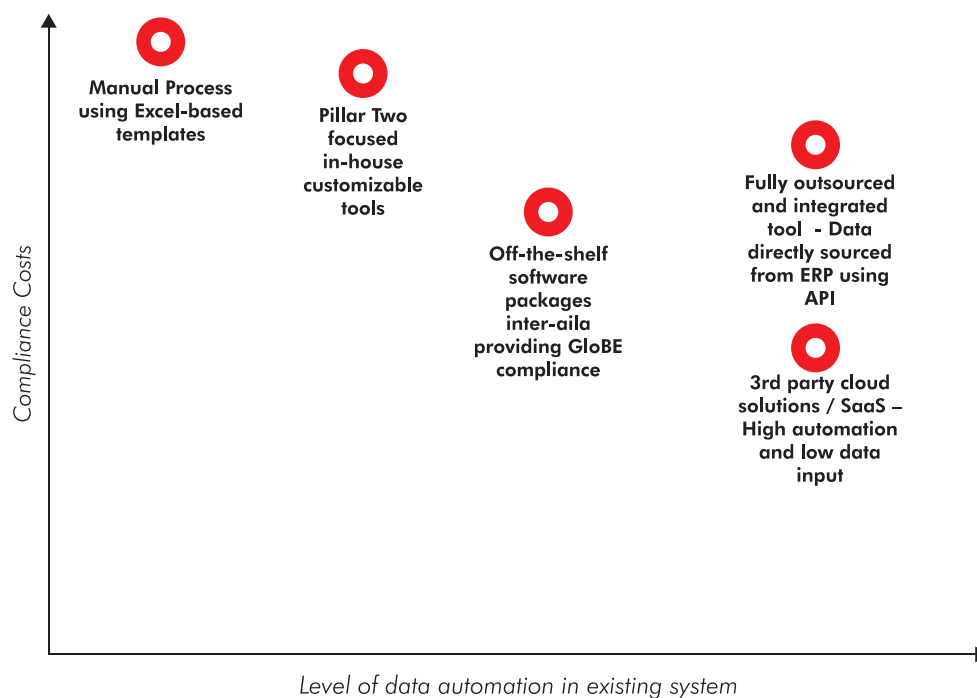 Compliance Costs
Manual Process
using Excel-based
templates
Pillar Two
focused
in-house
customizable
tools
Off-the-shelf
software
packages
inter-aila
providing GloBE
compliance
Fully outsourced
and integrated
tool - Data
directly sourced
from ERP using
API
3rd party cloud
solutions / SaaS –
High automation
and low data
input
Level of data automation in existing system